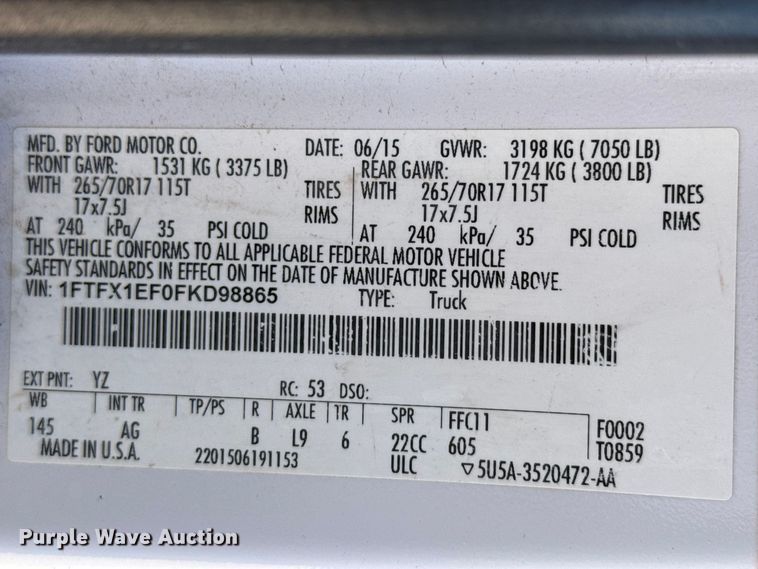 MFD. BY FORD MOTOR CO. DATE: 06/15 GVWR: 3198 KG ( 7050 LB)
FRONT GAWR: 1531 KG ( 3375 LB) REAR GAWR: 1724 KG ( 3800 LB)
WITH 265/70R17 115T TIRES WITH 265/70R17 115T TIRES
17x7.5J RIMS 17x7.5J RIMS
AT 240 kPa/ 35 PSI COLD AT 240 kPa/ 35 PSI COLD
THIS VEHICLE CONFORMS TO ALL APPLICABLE FEDERAL MOTOR VEHICLE
SAFETY STANDARDS IN EFFECT ON THE DATE OF MANUFACTURE SHOWN ABOVE.
VIN: 1FTFX1EF0FKD98865 TYPE: Truck
EXT PNT: YZ RC: 53 DSO:
WB INT TR TP/PS R AXLE TR SPR FFC11 F0002
145 AG B L9 6 22CC 605 T0859
MADE IN U.S.A. 2201506191153 ULC ▽5U5A-3520472-AA
Purple Wave Auction